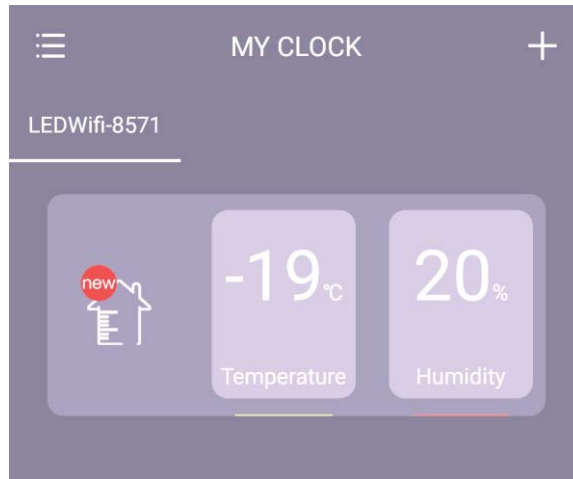 MY CLOCK
LEDWifi-8571
new
-19℃
20%
Temperature
Humidity